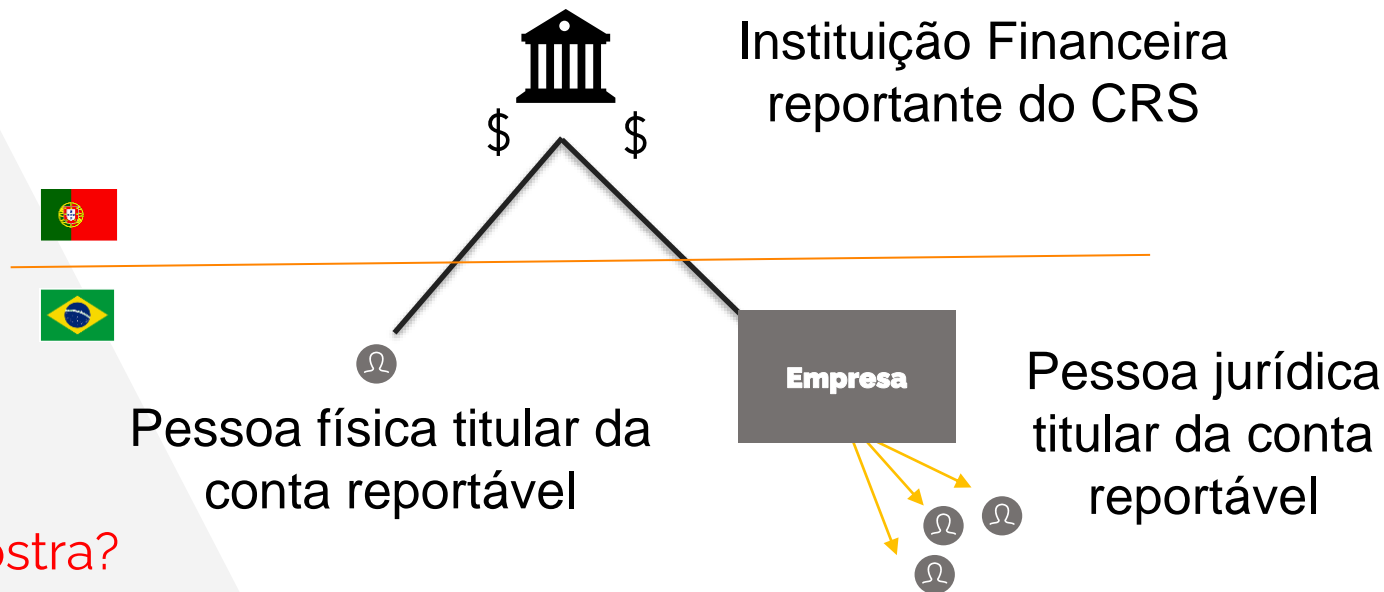 Instituição Financeira
reportante do CRS
$ $
Empresa
Pessoa jurídica
titular da conta
reportável
Pessoa física titular da
conta reportável
ostra?